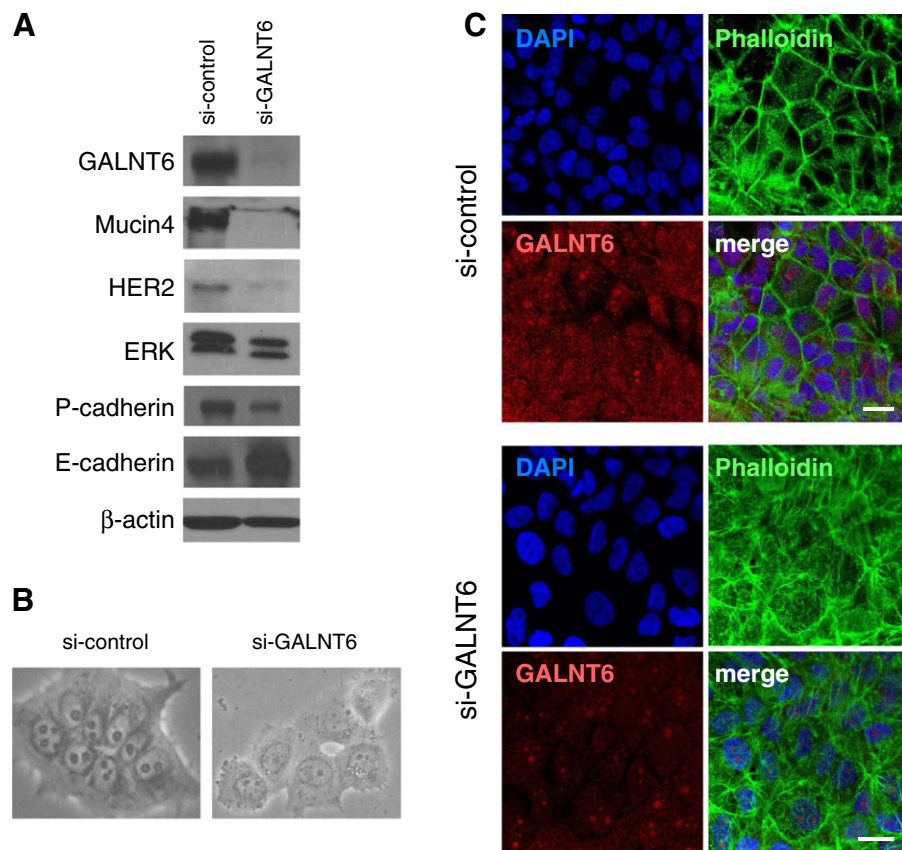 A
si-control
si-GALNT6
GALNT6
Mucin4
HER2
ERK
P-cadherin
E-cadherin
β-actin
B
si-control
si-GALNT6
C
si-control
DAPI
Phalloidin
GALNT6
merge
si-GALNT6
DAPI
Phalloidin
GALNT6
merge